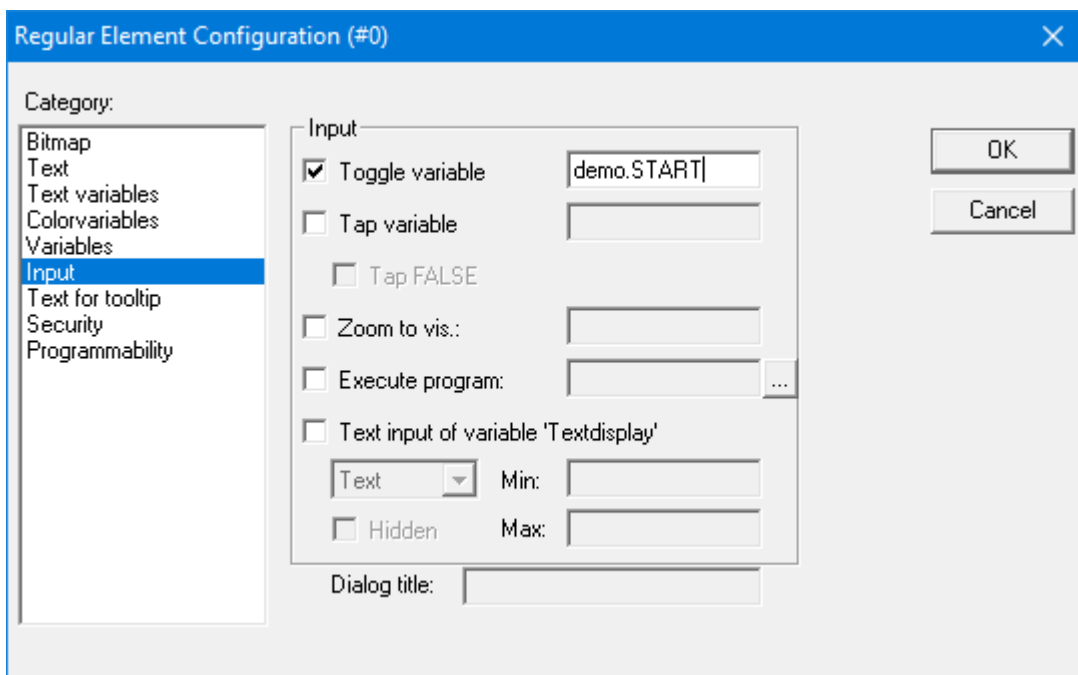 Regular Element Configuration (#0)
Category:
Bitmap
Text
Text variables
Colorvariables
Variables
Input
Text for tooltip
Security
Programmability
Input
Toggle variable demo.START
Tap variable
Tap FALSE
Zoom to vis.:
Execute program: ...
Text input of variable 'Textdisplay'
Text Min:
Hidden Max:
Dialog title:
OK
Cancel